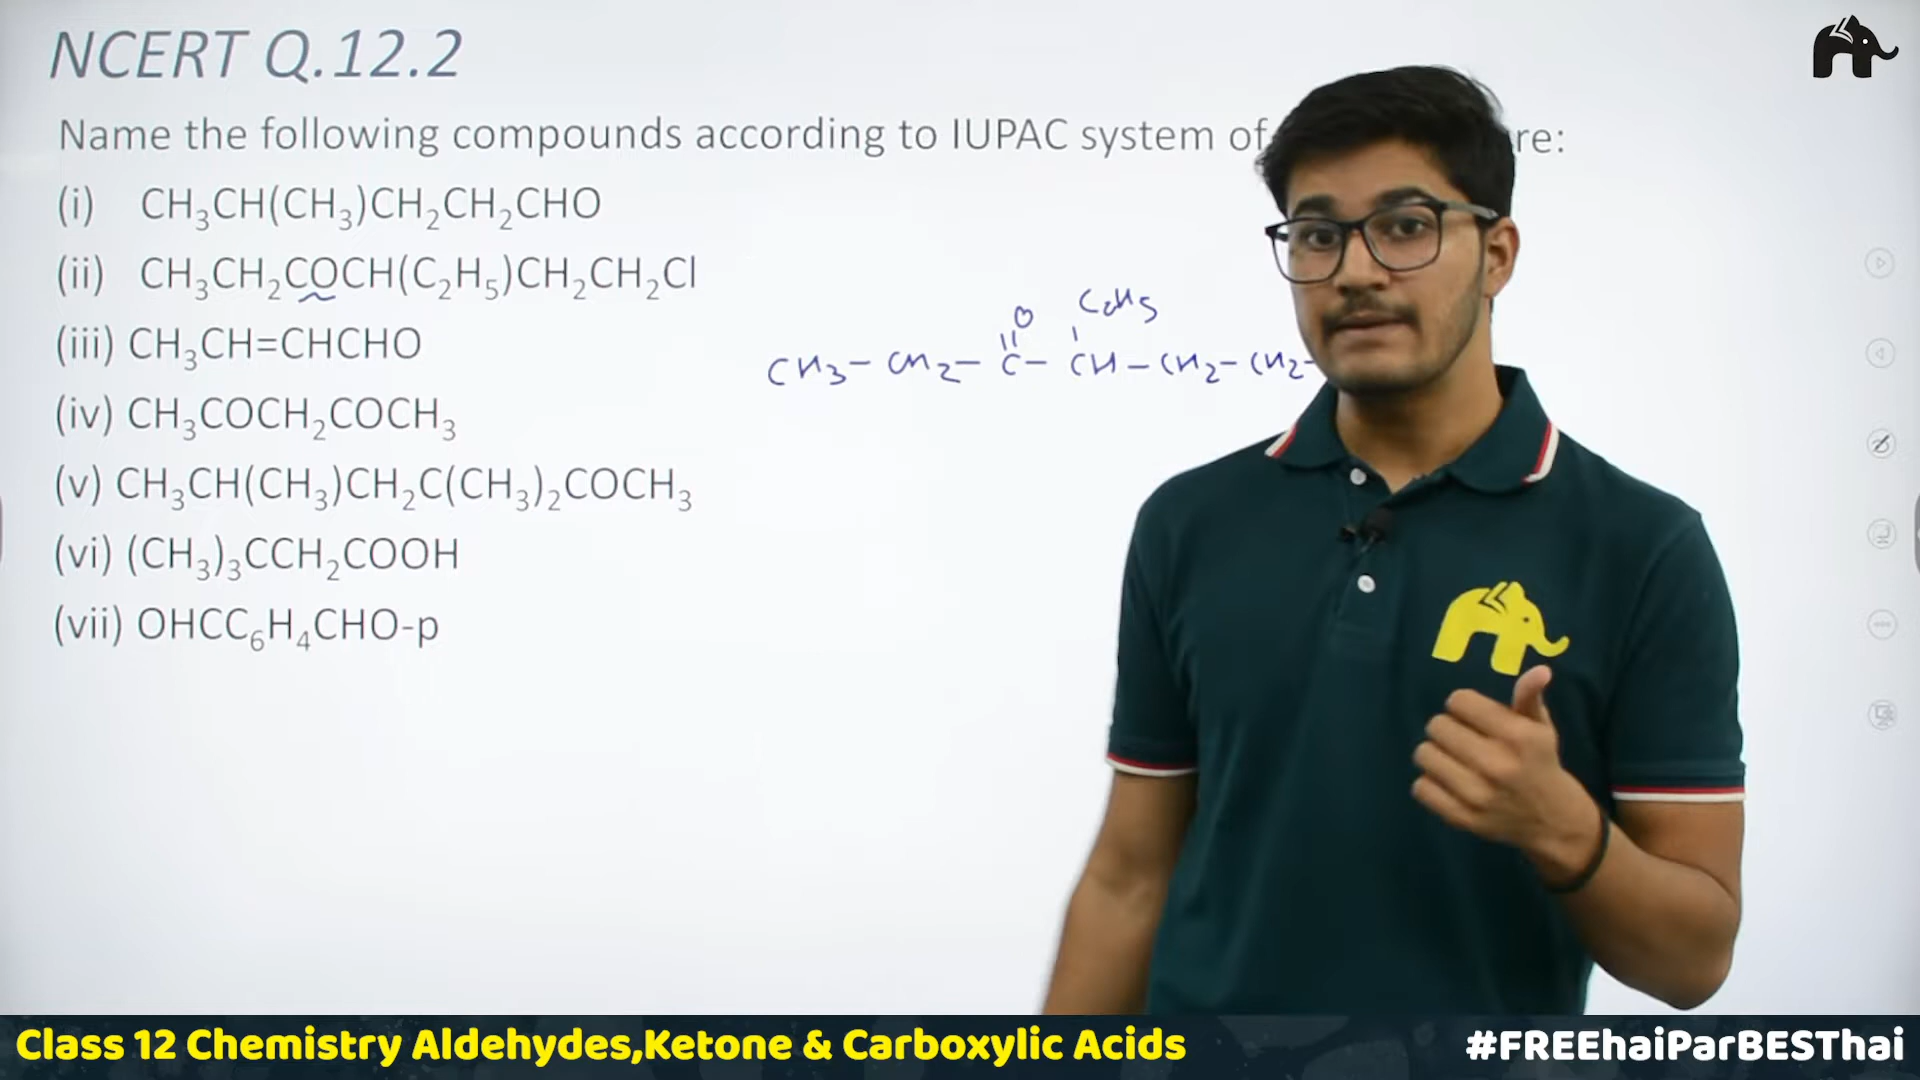 NCERT Q.12.2
Name the following compounds according to IUPAC system of re:
(i) CH₃CH(CH₃)CH₂CH₂CHO
(ii) CH₃CH₂COCH(C₂H₅)CH₂CH₂Cl
O C₂H₅
CH₃ - CH₂ - C - CH - CH₂ - CH₂ -
(iii) CH₃CH=CHCHO
(iv) CH₃COCH₂COCH₃
(v) CH₃CH(CH₃)CH₂C(CH₃)₂COCH₃
(vi) (CH₃)₃CCH₂COOH
(vii) OHCC₆H₄CHO-p
Class 12 Chemistry Aldehydes,Ketone & Carboxylic Acids
#FREEhaiParBESThai